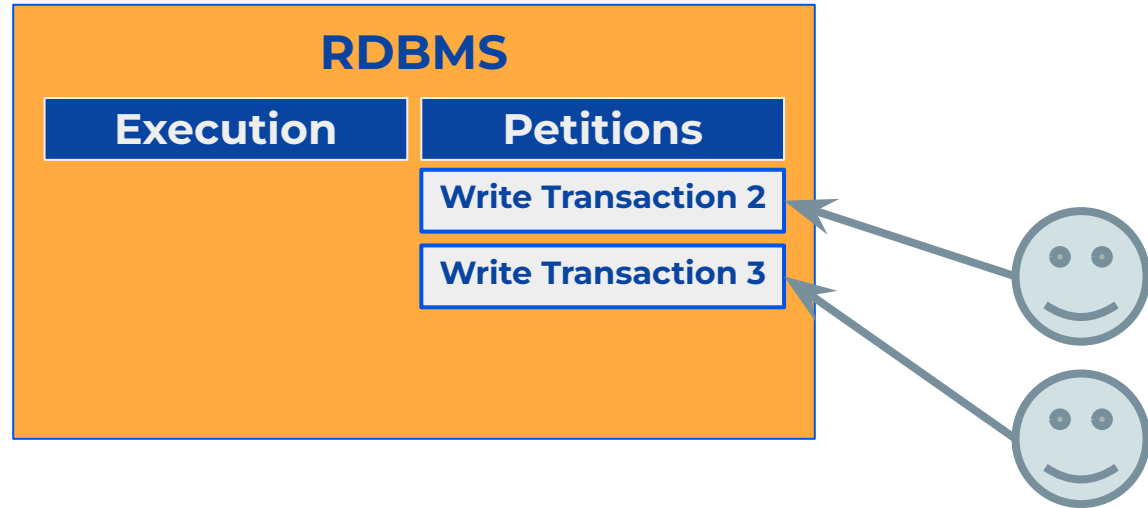 RDBMS
Execution
Petitions
Write Transaction 2
Write Transaction 3